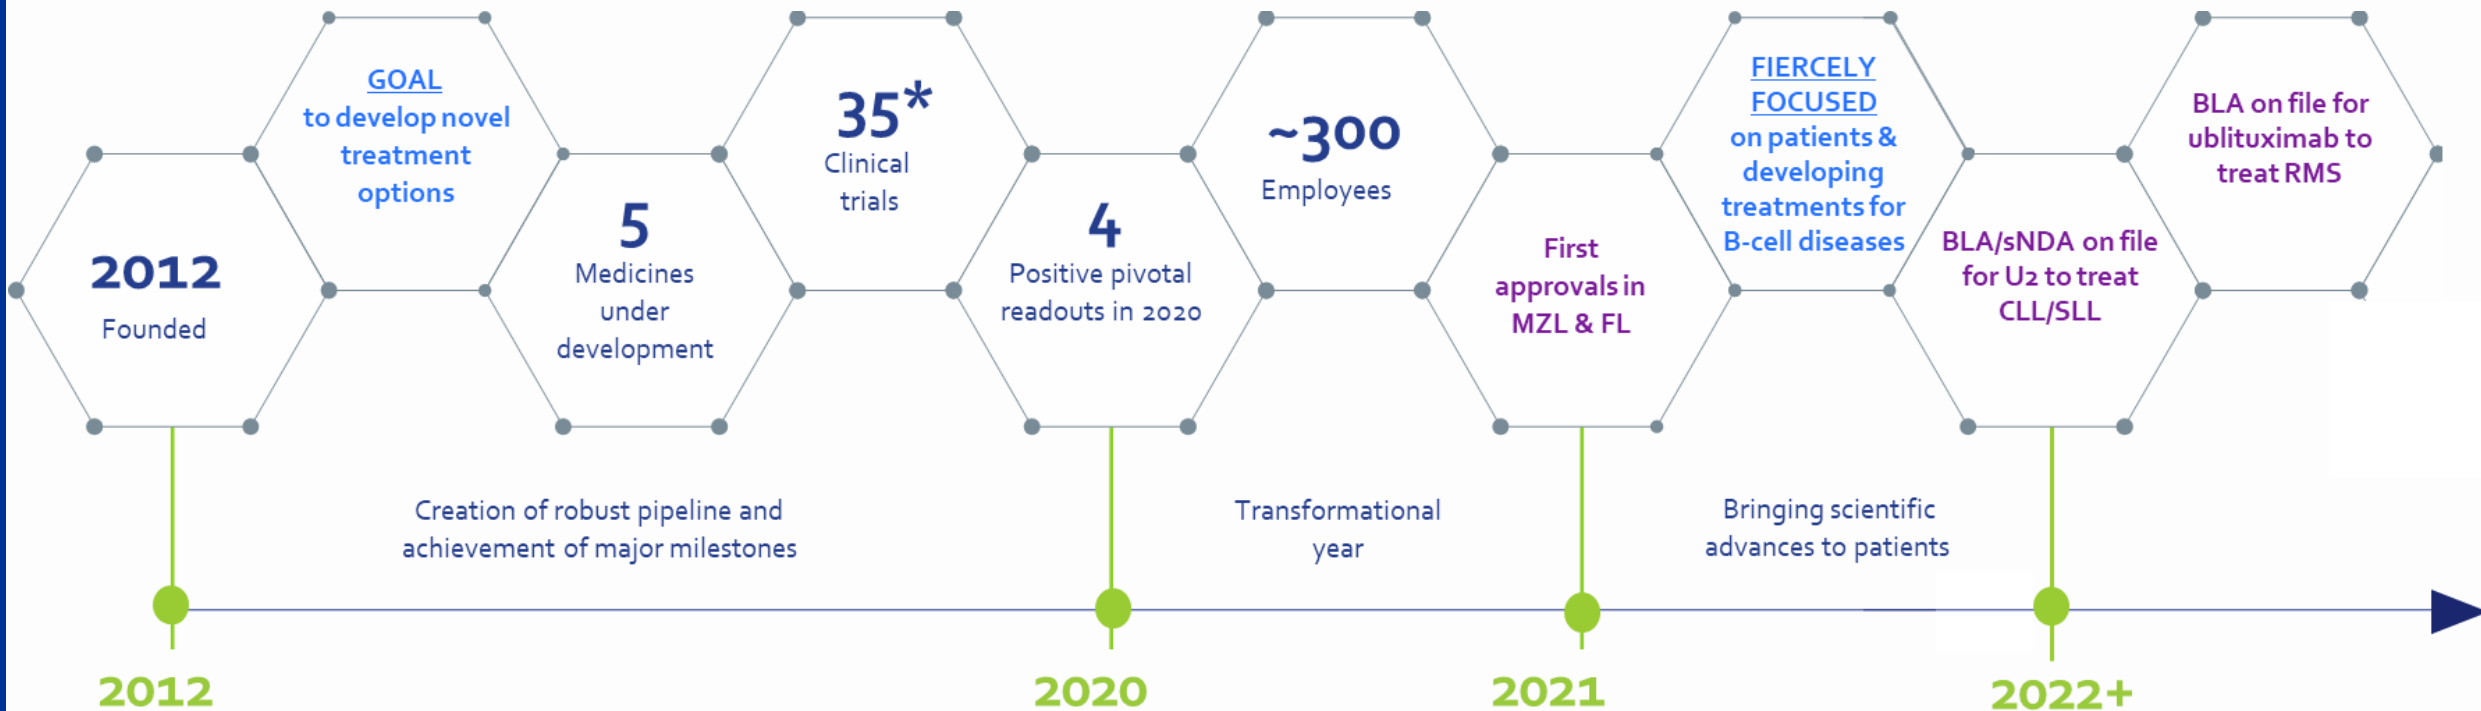 2012
Founded
GOAL
to develop novel
treatment
options
5
Medicines
under
development
35*
Clinical
trials
4
Positive pivotal
readouts in 2020
~300
Employees
First
approvals in
MZL & FL
FIERCELY
FOCUSED
on patients &
developing
treatments for
B-cell diseases
BLA/sNDA on file
for U2 to treat
CLL/SLL
BLA on file for
ublituximab to
treat RMS
Creation of robust pipeline and
achievement of major milestones
Transformational
year
Bringing scientific
advances to patients
2012
2020
2021
2022+